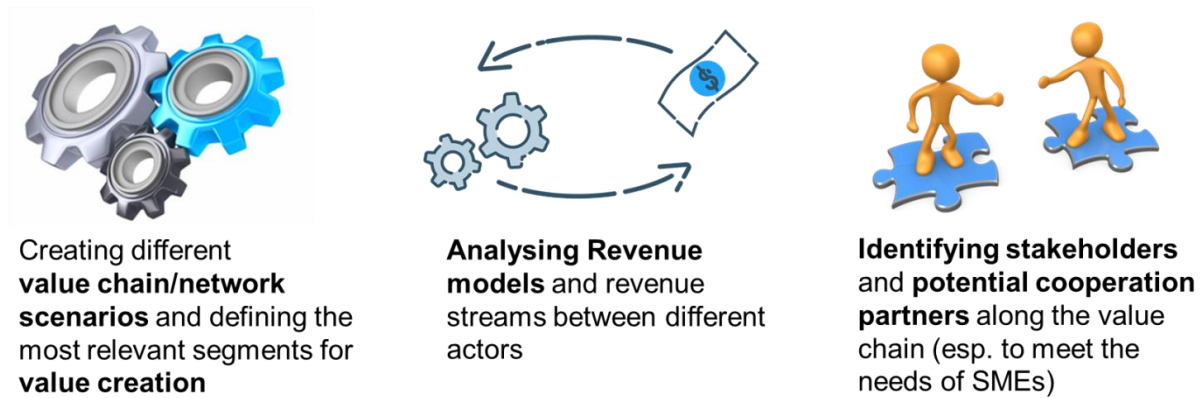 Creating different
value chain/network
scenarios and defining the
most relevant segments for
value creation
Analysing Revenue
models and revenue
streams between different
actors
Identifying stakeholders
and potential cooperation
partners along the value
chain (esp. to meet the
needs of SMEs)